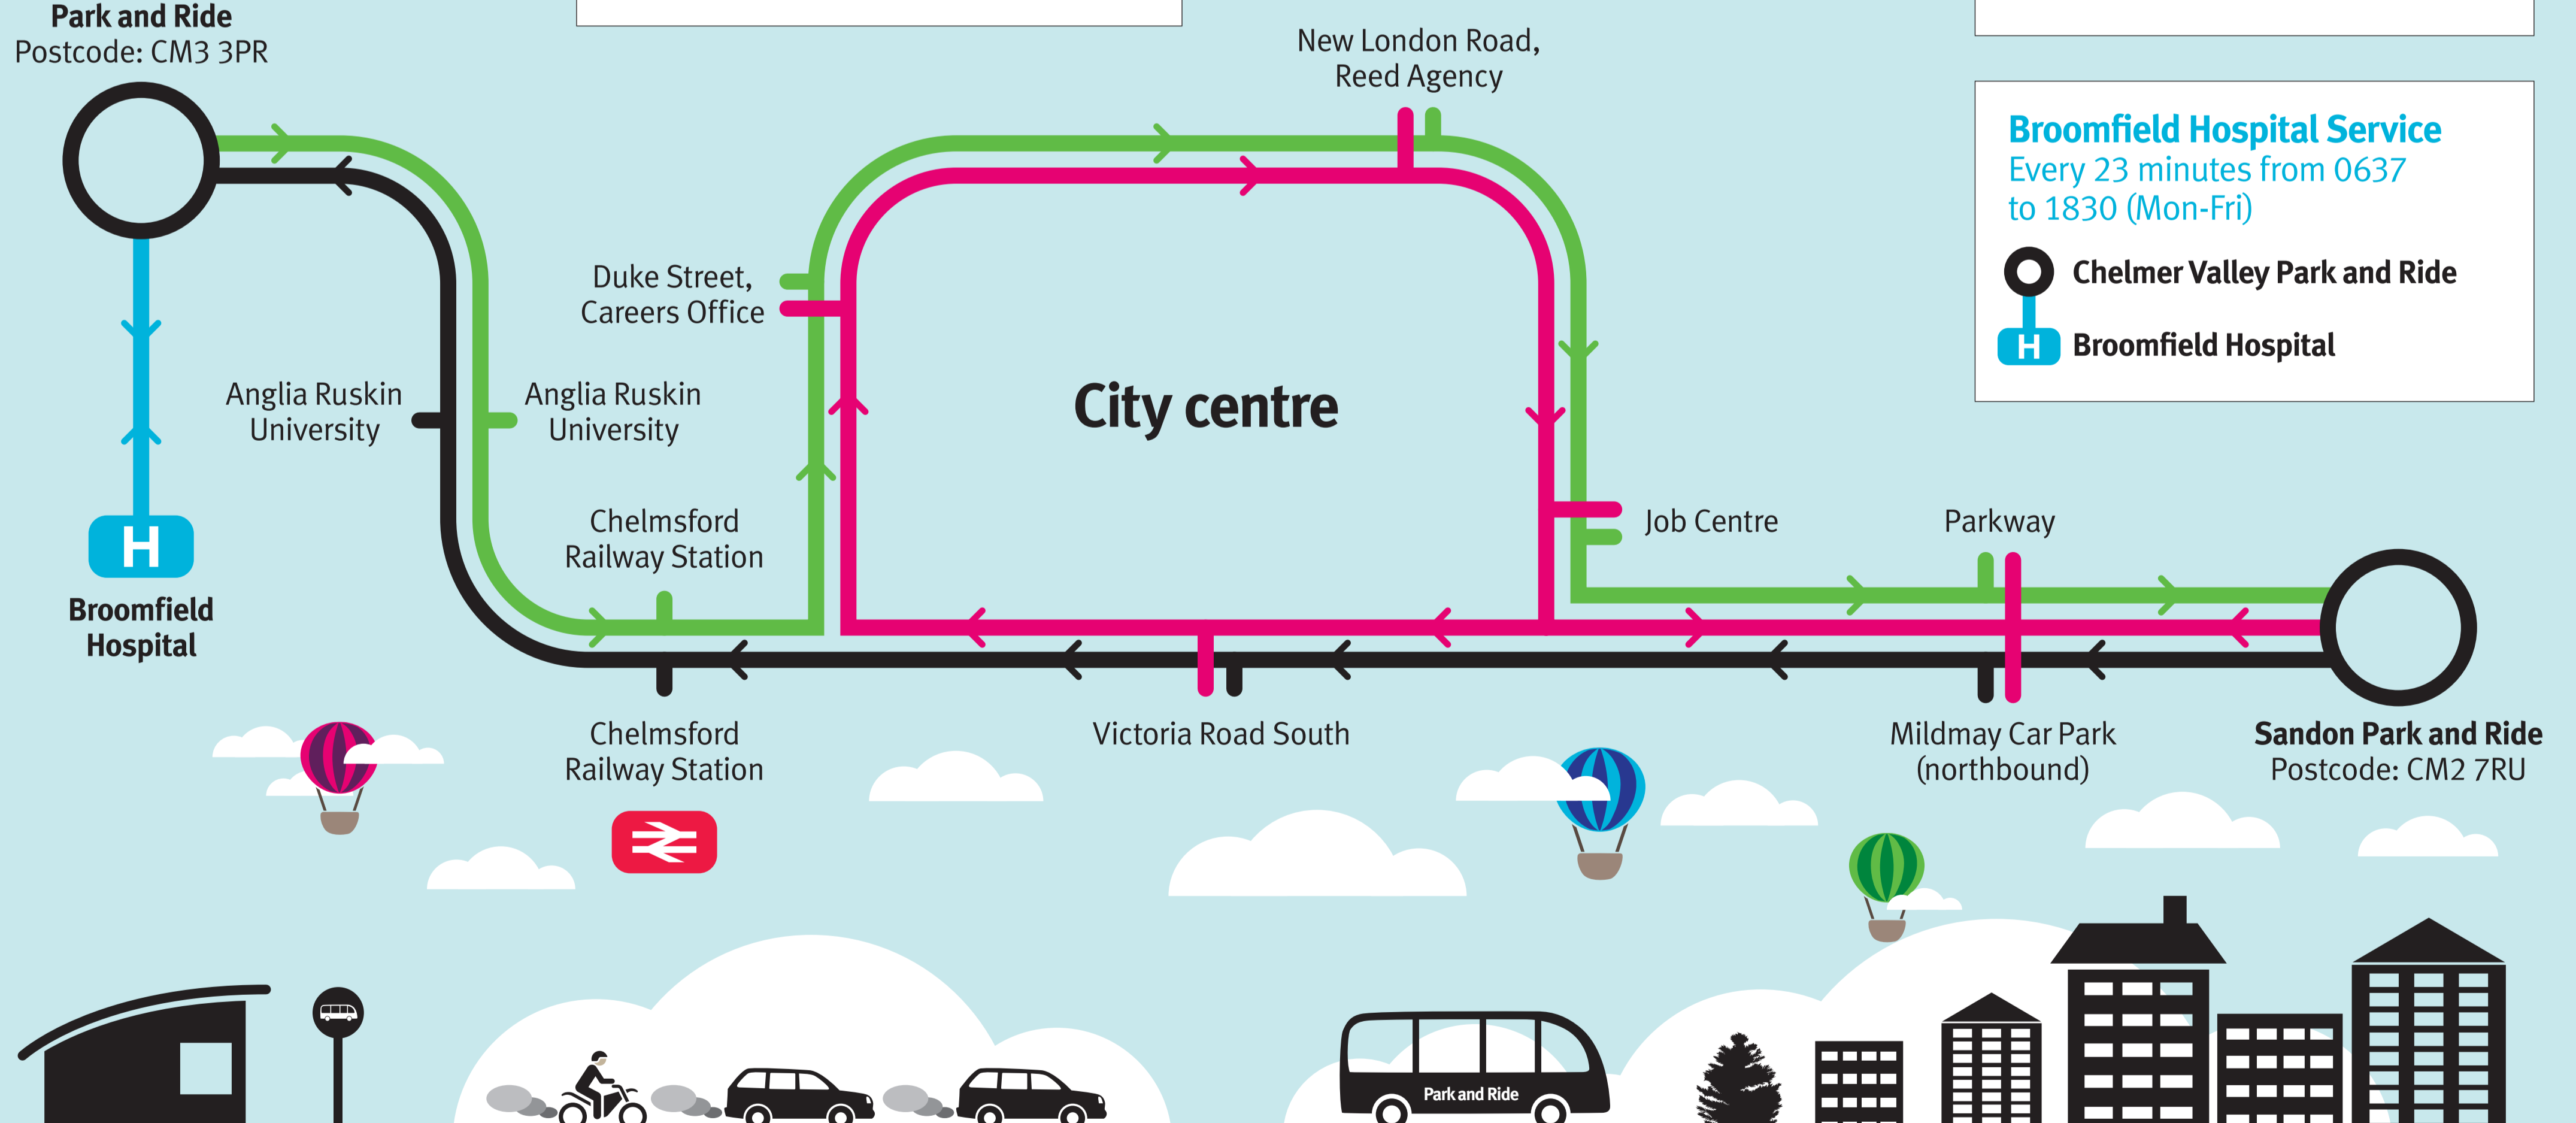 Park and Ride
Postcode: CM3 3PR
New London Road,
Reed Agency
Broomfield Hospital Service
Every 23 minutes from 0637
to 1830 (Mon-Fri)
Chelmer Valley Park and Ride
H
Broomfield Hospital
Duke Street,
Careers Office
Anglia Ruskin
University
Anglia Ruskin
University
City centre
Chelmsford
Railway Station
Job Centre
Parkway
H
Broomfield
Hospital
Chelmsford
Railway Station
Victoria Road South
Mildmay Car Park
(northbound)
Sandon Park and Ride
Postcode: CM2 7RU
Park and Ride